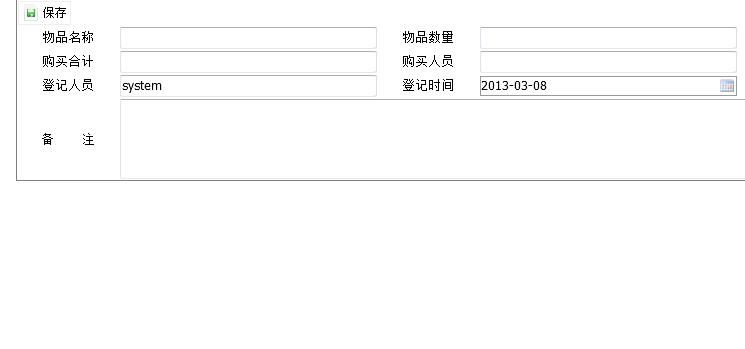 保存
物品名称 物品数量
购买合计 购买人员
登记人员 system 登记时间 2013-03-08
备 注